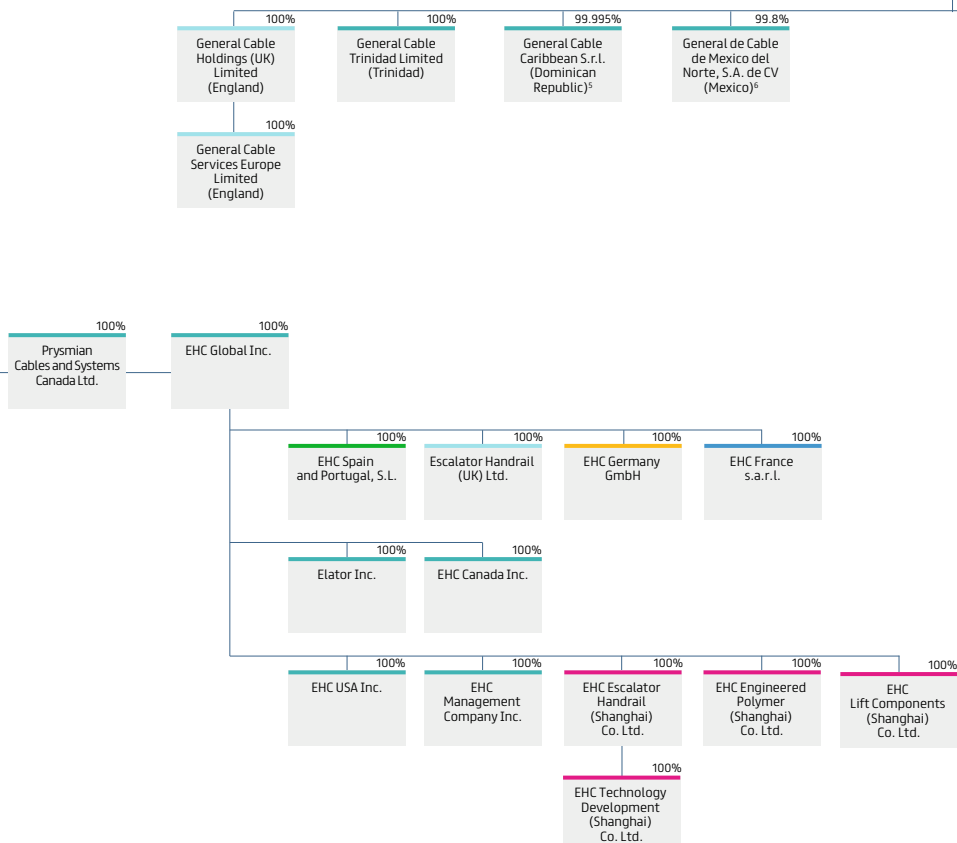 100%
General Cable
Holdings (UK)
Limited
(England)
100%
General Cable
Trinidad Limited
(Trinidad)
99.995%
General Cable
Caribbean S.r.l.
(Dominican
Republic)⁵
99.8%
General de Cable
de Mexico del
Norte, S.A. de CV
(Mexico)⁶
100%
General Cable
Services Europe
Limited
(England)
100%
Prysmian
Cables and Systems
Canada Ltd.
100%
EHC Global Inc.
100%
EHC Spain
and Portugal, S.L.
100%
Escalator Handrail
(UK) Ltd.
100%
EHC Germany
GmbH
100%
EHC France
s.a.r.l.
100%
Elator Inc.
100%
EHC Canada Inc.
100%
EHC USA Inc.
100%
EHC
Management
Company Inc.
100%
EHC Escalator
Handrail
(Shanghai)
Co. Ltd.
100%
EHC Engineered
Polymer
(Shanghai)
Co. Ltd.
100%
EHC
Lift Components
(Shanghai)
Co. Ltd.
100%
EHC Technology
Development
(Shanghai)
Co. Ltd.